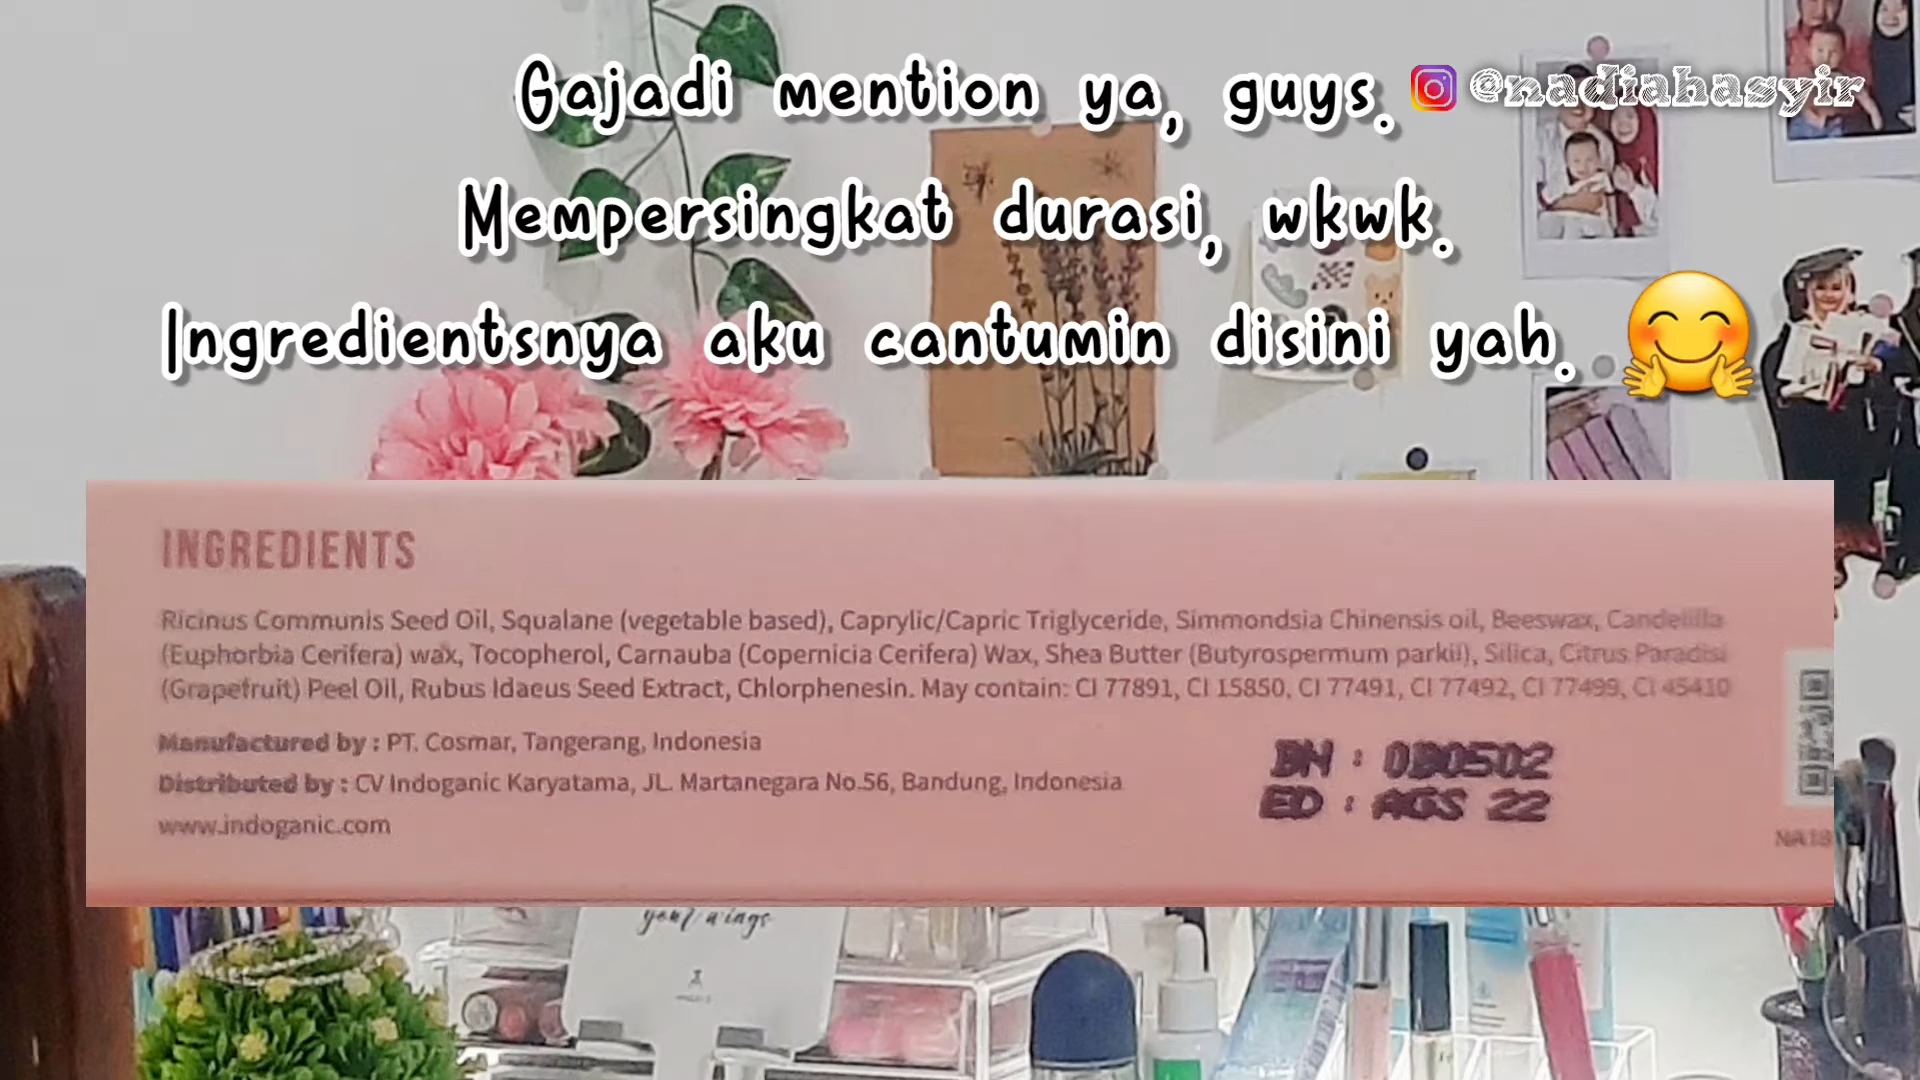 Gajadi mention ya, guys.
@nadiahasyir
Mempersingkat durasi, wkwk.
Ingredientsnya aku cantumin disini yah.
INGREDIENTS
Ricinus Communis Seed Oil, Squalane (vegetable based), Caprylic/Capric Triglyceride, Simmondsia Chinensis oil, Beeswax, Candelilla
(Euphorbia Cerifera) wax, Tocopherol, Carnauba (Copernicia Cerifera) Wax, Shea Butter (Butyrospermum parkii), Silica, Citrus Paradisi
(Grapefruit) Peel Oil, Rubus Idaeus Seed Extract, Chlorphenesin. May contain: CI 77891, CI 15850, CI 77491, CI 77492, CI 77499, CI 45410
Manufactured by : PT. Cosmar, Tangerang, Indonesia
Distributed by : CV Indoganic Karyatama, JL. Martanegara No.56, Bandung, Indonesia
www.indoganic.com
BN : 0B0502
ED : AGS 22